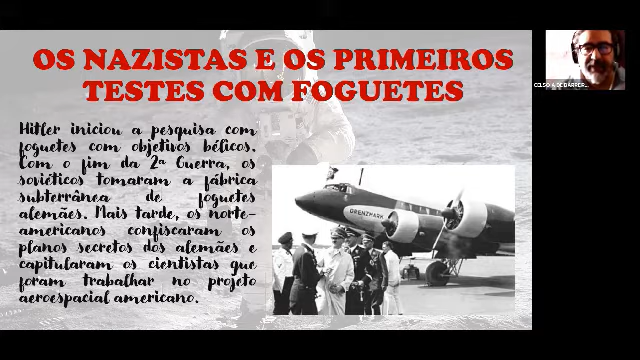 OS NAZISTAS E OS PRIMEIROS
TESTES COM FOGUETES
Hitler iniciou a pesquisa com
foguetes com objetivos bélicos.
Com o fim da 2ª Guerra, os
soviéticos tomaram a fábrica
subterrânea de foguetes
alemães. Mais tarde, os norte-
americanos confiscaram os
planos secretos dos alemães e
capitularam os cientistas que
foram trabalhar no projeto
aeroespacial americano.
GRENZMARK